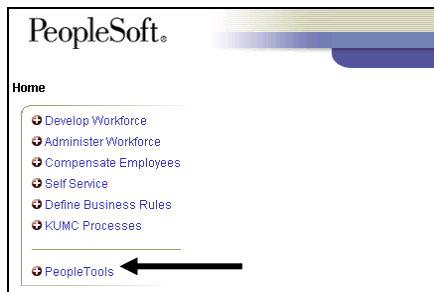 PeopleSoft®
Home
Develop Workforce
Administer Workforce
Compensate Employees
Self Service
Define Business Rules
KUMC Processes
PeopleTools